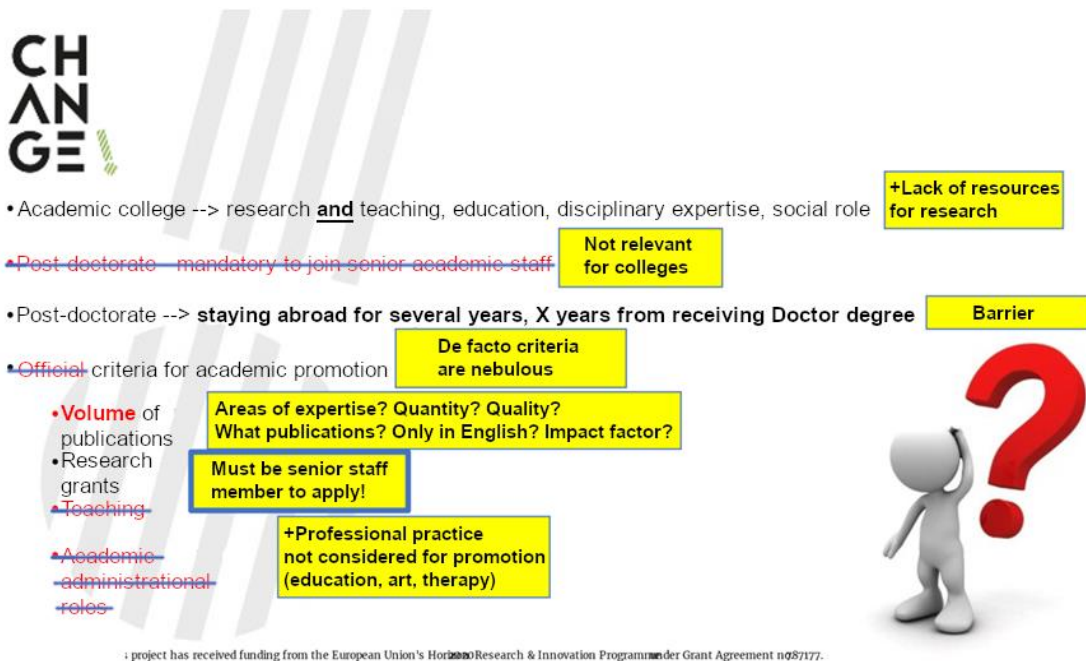 CH
AN
GE!
•Academic college --> research and teaching, education, disciplinary expertise, social role
+Lack of resources
for research
•Post-doctorate - mandatory to join senior academic staff
Not relevant
for colleges
•Post-doctorate --> staying abroad for several years, X years from receiving Doctor degree
Barrier
•Official criteria for academic promotion
De facto criteria
are nebulous
•Volume of
publications
Areas of expertise? Quantity? Quality?
What publications? Only in English? Impact factor?
•Research
grants
Must be senior staff
member to apply!
•Teaching
•Academic
administrational
roles
+Professional practice
not considered for promotion
(education, art, therapy)
?
project has received funding from the European Union's Horizon 2020 Research & Innovation Programme under Grant Agreement no 787177.